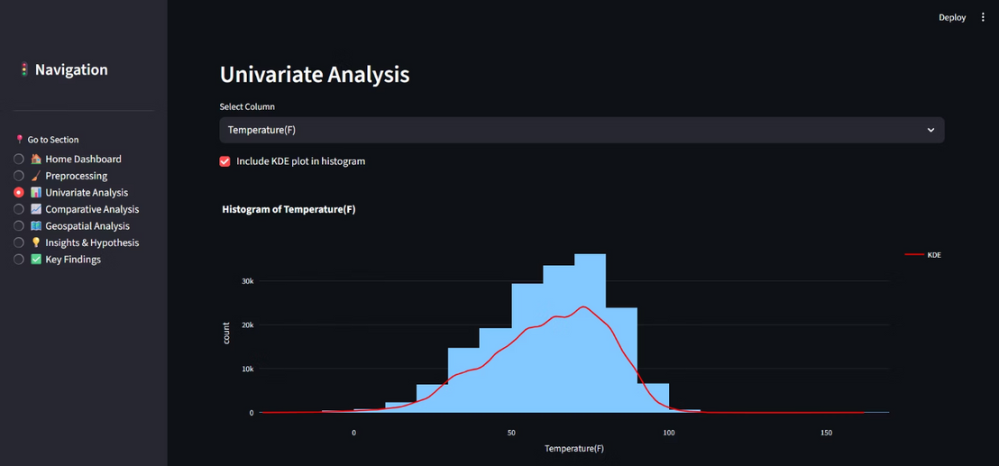 Deploy
Navigation
Go to Section
Home Dashboard
Preprocessing
Univariate Analysis
Comparative Analysis
Geospatial Analysis
Insights & Hypothesis
Key Findings
Univariate Analysis
Select Column
Temperature(F)
Include KDE plot in histogram
Histogram of Temperature(F)
KDE
30k
20k
10k
0
count
0 50 100 150
Temperature(F)